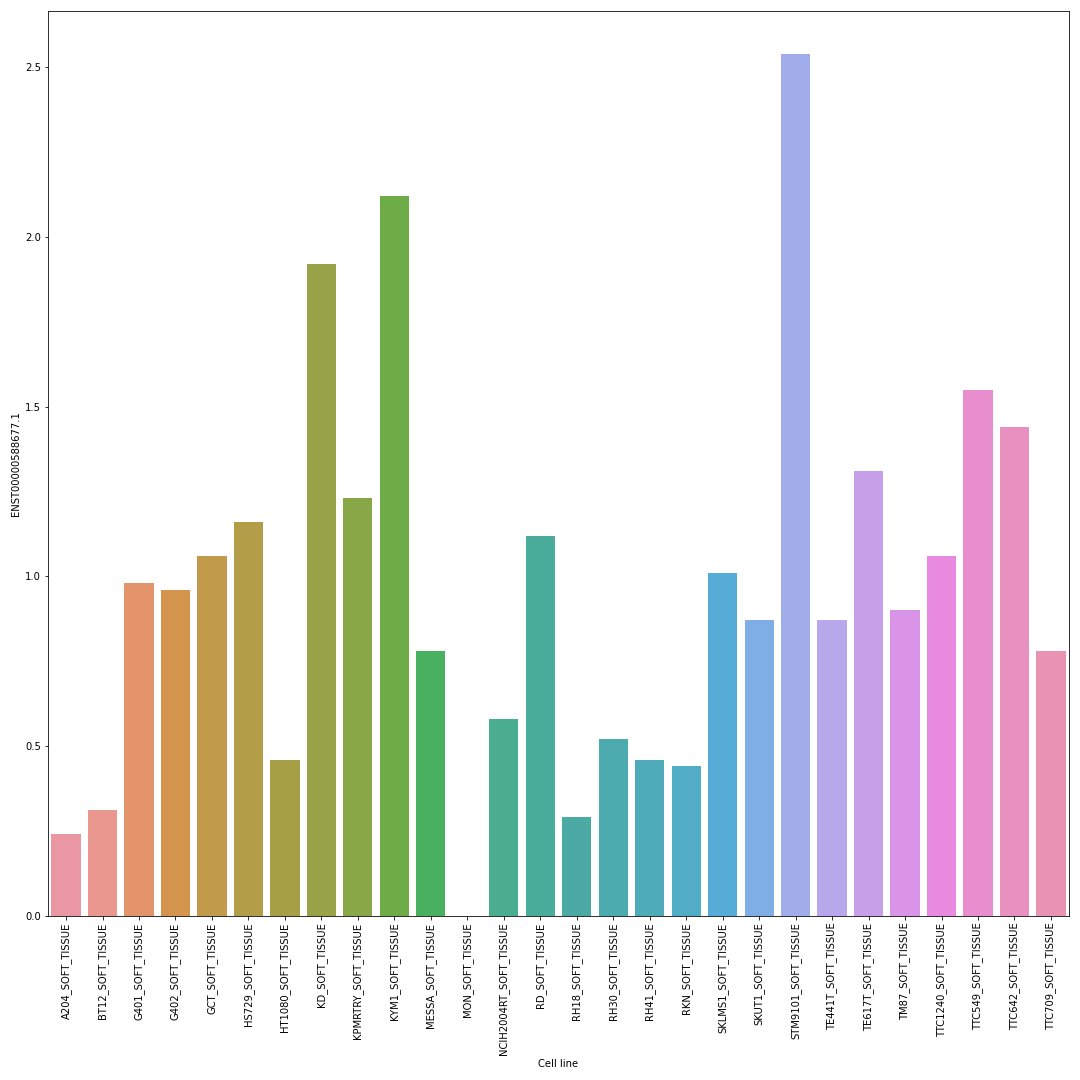 ENST00000588677.1
2.5
2.0
1.5
1.0
0.5
0.0
A204_SOFT_TISSUE
BT12_SOFT_TISSUE
G401_SOFT_TISSUE
G402_SOFT_TISSUE
GCT_SOFT_TISSUE
HS729_SOFT_TISSUE
HT1080_SOFT_TISSUE
KD_SOFT_TISSUE
KPMRTRY_SOFT_TISSUE
KYM1_SOFT_TISSUE
MESSA_SOFT_TISSUE
MON_SOFT_TISSUE
NCIH2004RT_SOFT_TISSUE
RD_SOFT_TISSUE
RH18_SOFT_TISSUE
RH30_SOFT_TISSUE
RH41_SOFT_TISSUE
RKN_SOFT_TISSUE
SKLMS1_SOFT_TISSUE
SKUT1_SOFT_TISSUE
STM9101_SOFT_TISSUE
TE441T_SOFT_TISSUE
TE617T_SOFT_TISSUE
TM87_SOFT_TISSUE
TTC1240_SOFT_TISSUE
TTC549_SOFT_TISSUE
TTC642_SOFT_TISSUE
TTC709_SOFT_TISSUE
Cell line